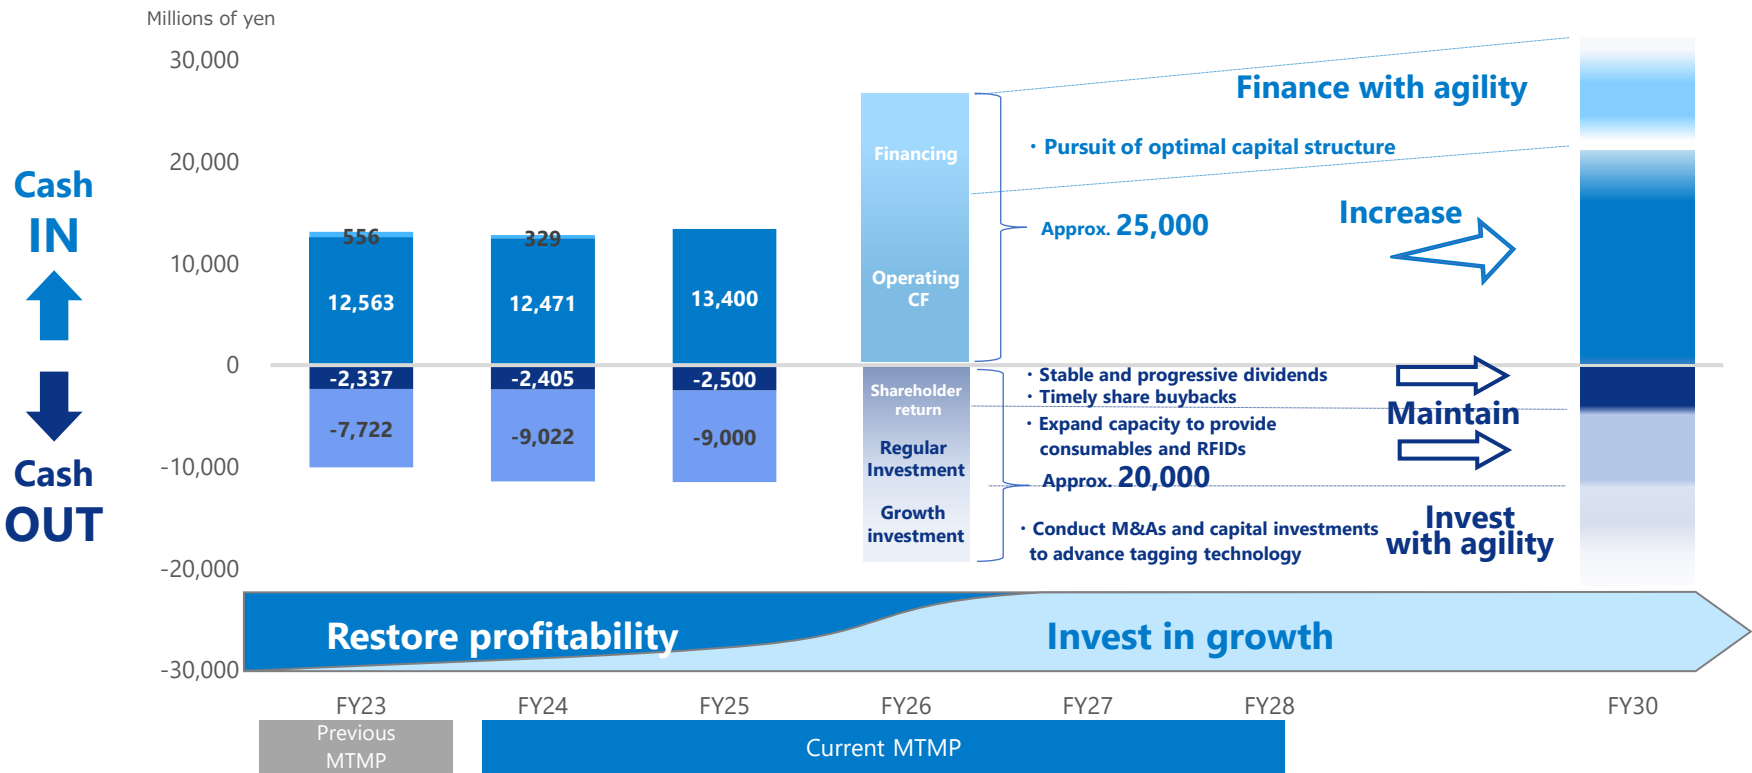 Millions of yen
30,000
20,000
10,000
0
-10,000
-20,000
-30,000
Cash
IN
Cash
OUT
556
12,563
-2,337
-7,722
329
12,471
-2,405
-9,022
13,400
-2,500
-9,000
Financing
Operating
CF
Shareholder
return
Regular
Investment
Growth
investment
Finance with agility
・Pursuit of optimal capital structure
Approx. 25,000
Increase
・Stable and progressive dividends
・Timely share buybacks
・Expand capacity to provide
consumables and RFIDs
Maintain
Approx. 20,000
・Conduct M&As and capital investments
to advance tagging technology
Invest
with agility
Restore profitability
Invest in growth
FY23
FY24
FY25
FY26
FY27
FY28
FY30
Previous
MTMP
Current MTMP